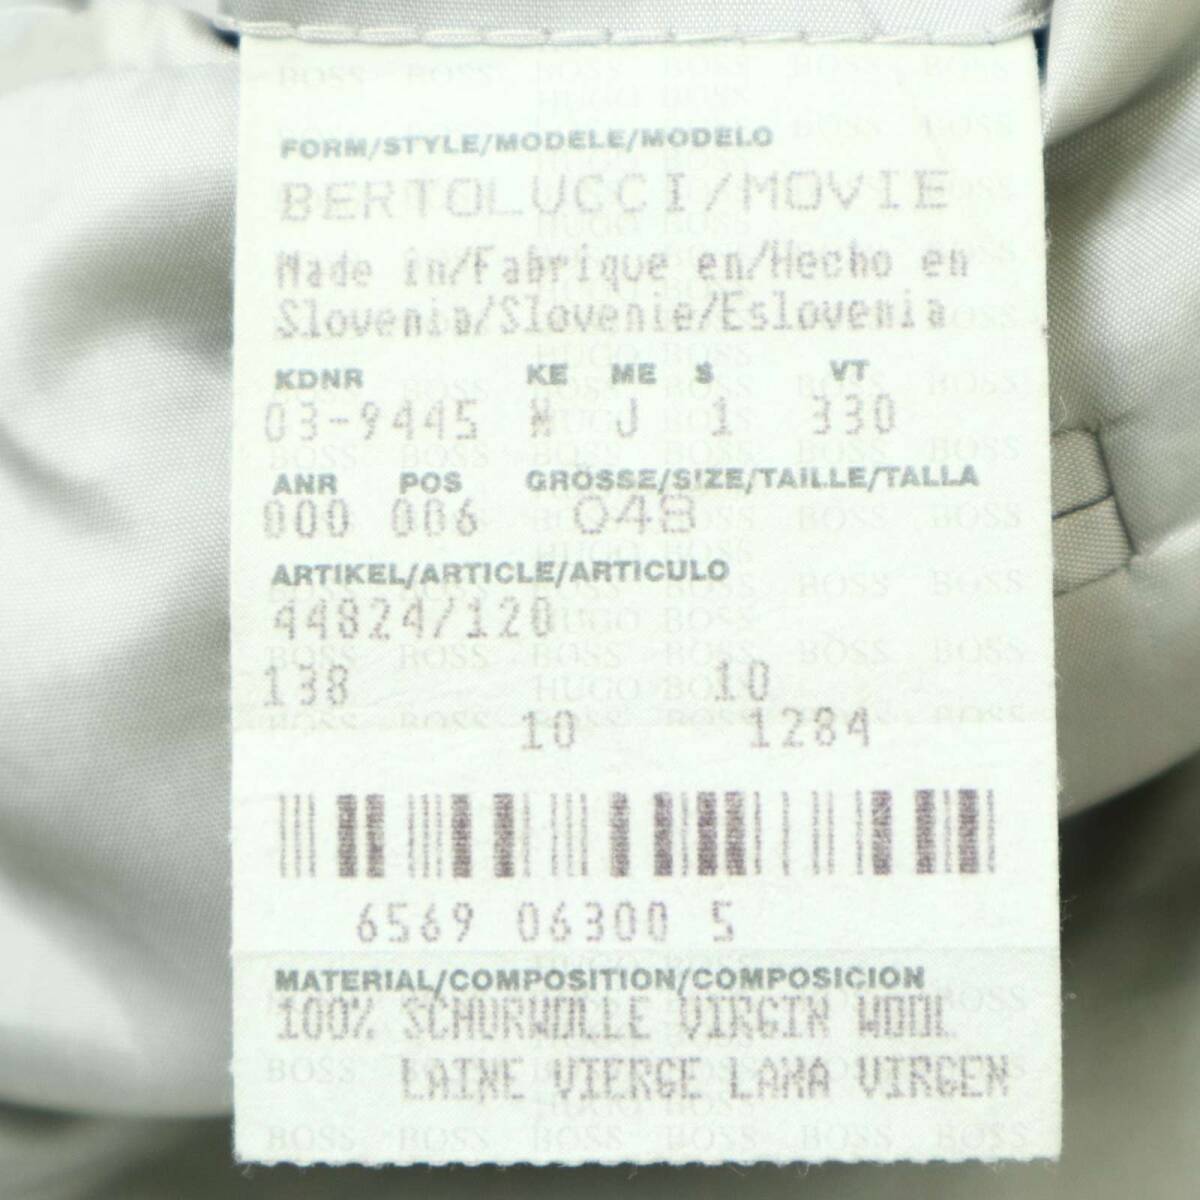 FORM/STYLE/MODELE/MODELO
BERTOLUCCI/MOVIE
Made in/Fabrique en/Hecho en
Slovenia/Slovenie/Eslovenia
KDNR KE ME S VT
03-9445 W J 1 330
ANR POS GRÖSSE/SIZE/TAILLE/TALLA
000 006 048
ARTIKEL/ARTICLE/ARTICULO
44824/120
138 10
10 1284
6569 06300 5
MATERIAL/COMPOSITION/COMPOSICION
100% SCHURWOLLE VIRGIN WOOL
LAINE VIERGE LANA VIRGEN